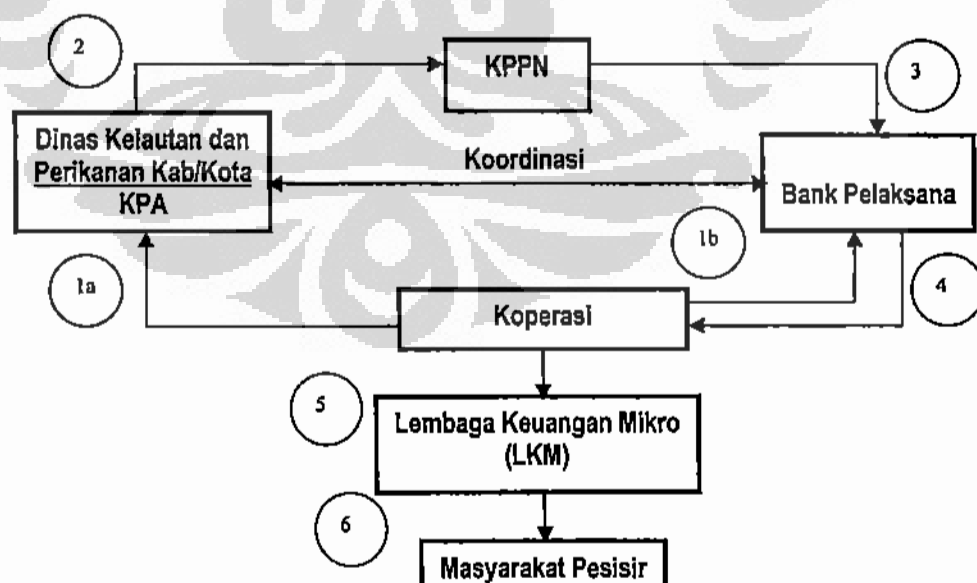 2
KPPN
3
Dinas Kelautan dan
Perikanan Kab/Kota
KPA
Koordinasi
Bank Pelaksana
1a
1b
4
Koperasi
5
Lembaga Keuangan Mikro
(LKM)
6
Masyarakat Pesisir